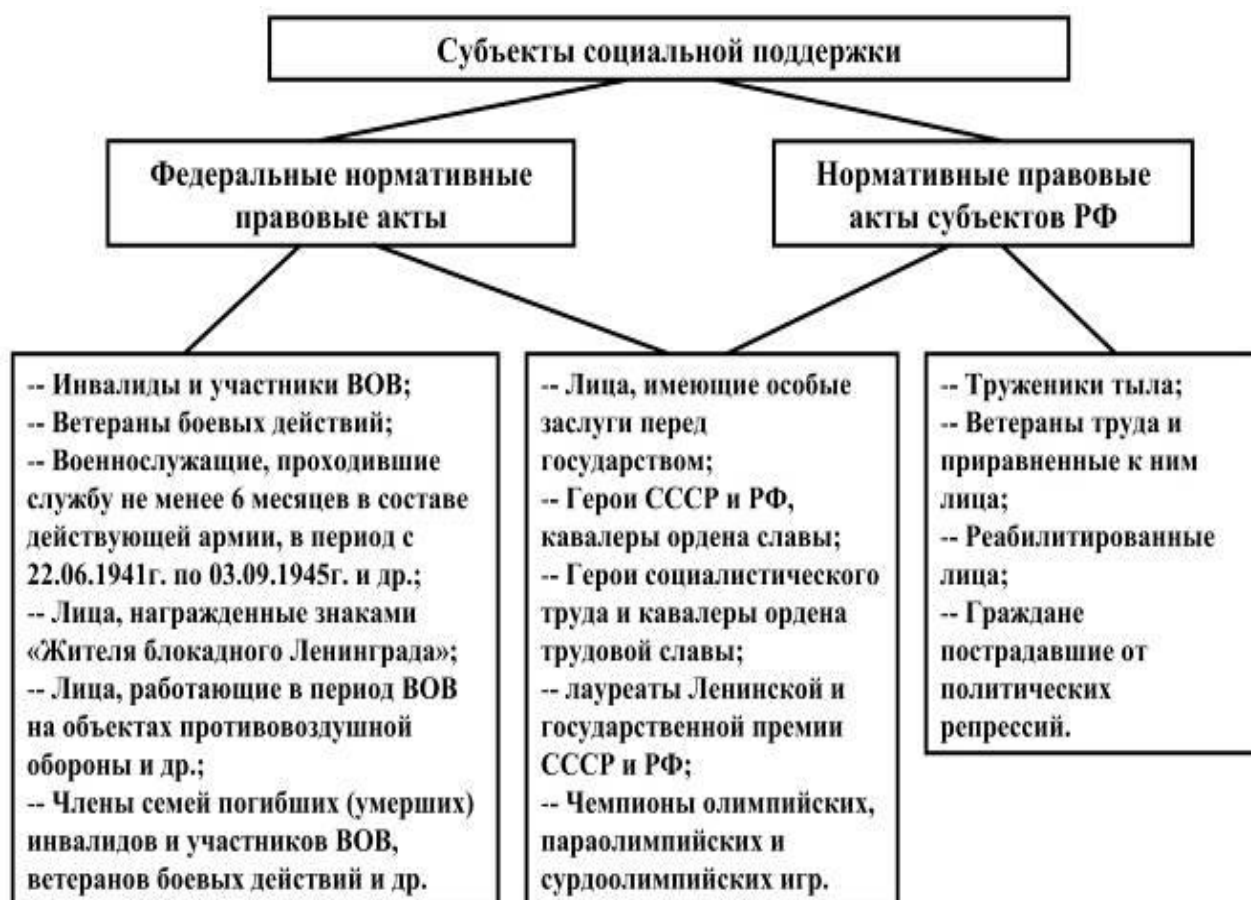 Субъекты социальной поддержки
Федеральные нормативные
правовые акты
Нормативные правовые
акты субъектов РФ
-- Инвалиды и участники ВОВ;
-- Ветераны боевых действий;
-- Военнослужащие, проходившие
службу не менее 6 месяцев в составе
действующей армии, в период с
22.06.1941г. по 03.09.1945г. и др.;
-- Лица, награжденные знаками
«Жителя блокадного Ленинграда»;
-- Лица, работающие в период ВОВ
на объектах противовоздушной
обороны и др.;
-- Члены семей погибших (умерших)
инвалидов и участников ВОВ,
ветеранов боевых действий и др.
-- Лица, имеющие особые
заслуги перед
государством;
-- Герои СССР и РФ,
кавалеры ордена славы;
-- Герои социалистического
труда и кавалеры ордена
трудовой славы;
-- лауреаты Ленинской и
государственной премии
СССР и РФ;
-- Чемпионы олимпийских,
параолимпийских и
сурдоолимпийских игр.
-- Труженики тыла;
-- Ветераны труда и
приравненные к ним
лица;
-- Реабилитированные
лица;
-- Граждане
пострадавшие от
политических
репрессий.